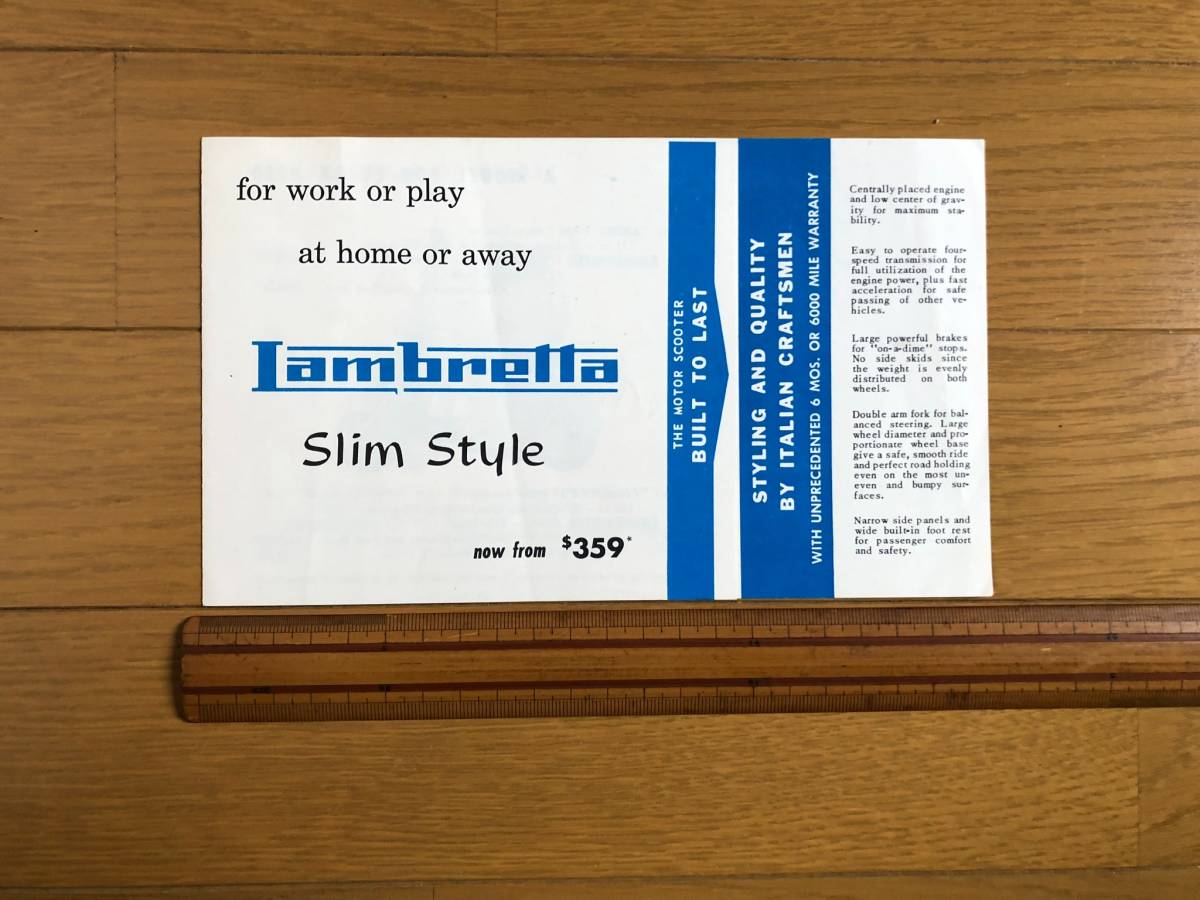 for work or play
at home or away
Lambretta
Slim Style
now from $359*
THE MOTOR SCOOTER
BUILT TO LAST
STYLING AND QUALITY
BY ITALIAN CRAFTSMEN
WITH UNPRECEDENTED 6 MOS. OR 6000 MILE WARRANTY
Centrally placed engine
and low center of grav-
ity for maximum sta-
bility.
Easy to operate four-
speed transmission for
full utilization of the
engine power, plus fast
acceleration for safe
passing of other ve-
hicles.
Large powerful brakes
for "on-a-dime" stops.
No side skids since
the weight is evenly
distributed on both
wheels.
Double arm fork for bal-
anced steering. Large
wheel diameter and pro-
portionate wheel base
give a safe, smooth ride
and perfect road holding
even on the most un-
even and bumpy sur-
faces.
Narrow side panels and
wide built-in foot rest
for passenger comfort
and safety.